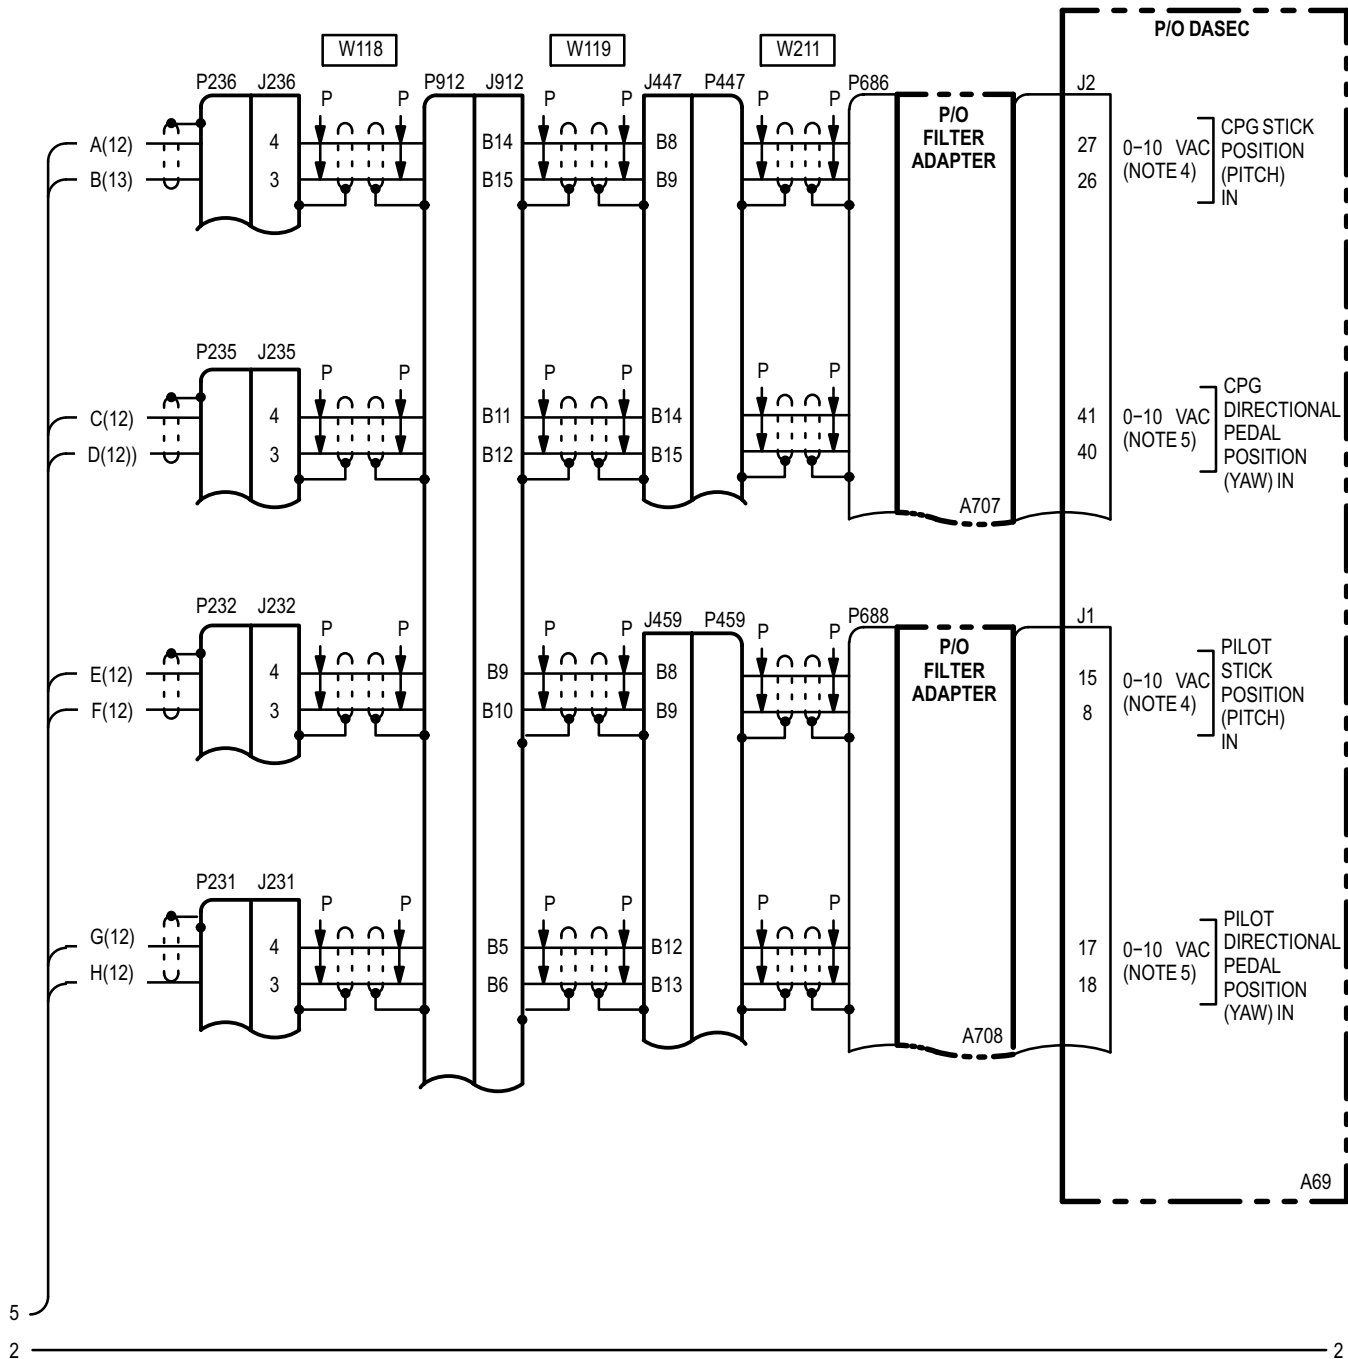 P/O DASEC
W118 W119 W211
P236 J236 P912 J912 J447 P447 P686 J2
P P P P P P
P/O
FILTER
ADAPTER
A(12) 4 B14 B8 27 0–10 VAC
(NOTE 4)
B(13) 3 B15 B9 26
CPG STICK
POSITION
(PITCH)
IN
P235 J235
P P P P P P
C(12) 4 B11 B14 41 0–10 VAC
(NOTE 5)
D(12)) 3 B12 B15 40
CPG
DIRECTIONAL
PEDAL
POSITION
(YAW) IN
A707
P232 J232 J459 P459 P688 J1
P P P P P P
P/O
FILTER
ADAPTER
E(12) 4 B9 B8 15 0–10 VAC
(NOTE 4)
F(12) 3 B10 B9 8
PILOT
STICK
POSITION
(PITCH)
IN
P231 J231
P P P P P P
G(12) 4 B5 B12 17 0–10 VAC
(NOTE 5)
H(12) 3 B6 B13 18
PILOT
DIRECTIONAL
PEDAL
POSITION
(YAW) IN
A708
A69
5
2 2